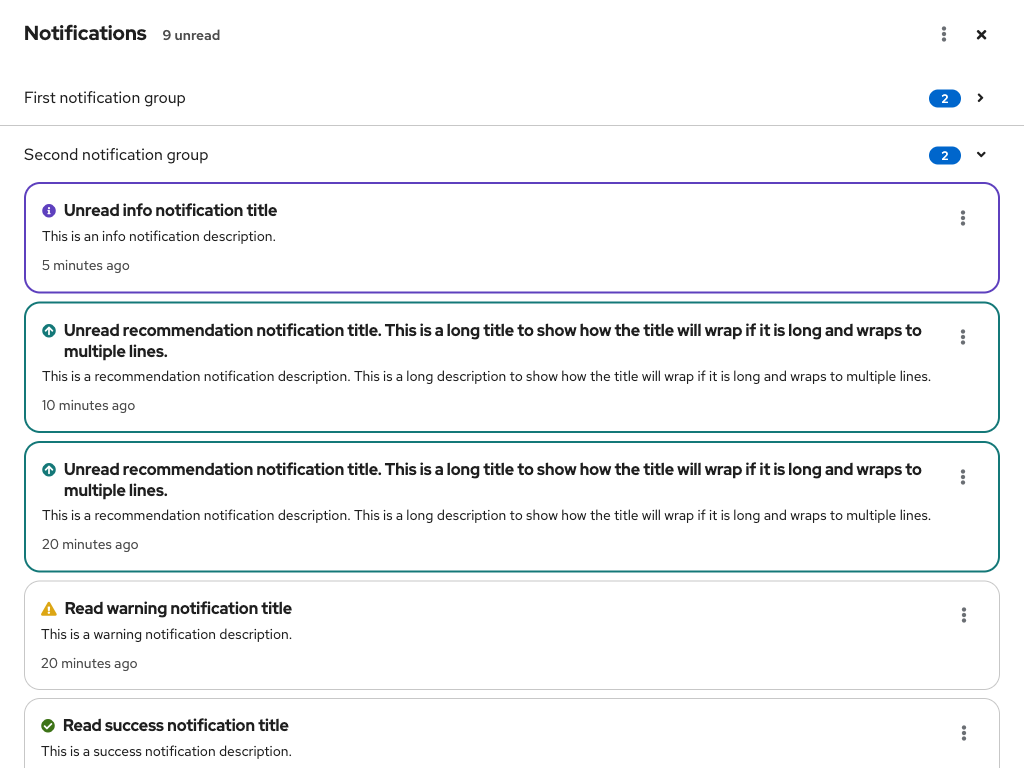 Notifications 9 unread
First notification group 2
Second notification group 2
Unread info notification title
This is an info notification description.
5 minutes ago
Unread recommendation notification title. This is a long title to show how the title will wrap if it is long and wraps to
multiple lines.
This is a recommendation notification description. This is a long description to show how the title will wrap if it is long and wraps to multiple lines.
10 minutes ago
Unread recommendation notification title. This is a long title to show how the title will wrap if it is long and wraps to
multiple lines.
This is a recommendation notification description. This is a long description to show how the title will wrap if it is long and wraps to multiple lines.
20 minutes ago
Read warning notification title
This is a warning notification description.
20 minutes ago
Read success notification title
This is a success notification description.